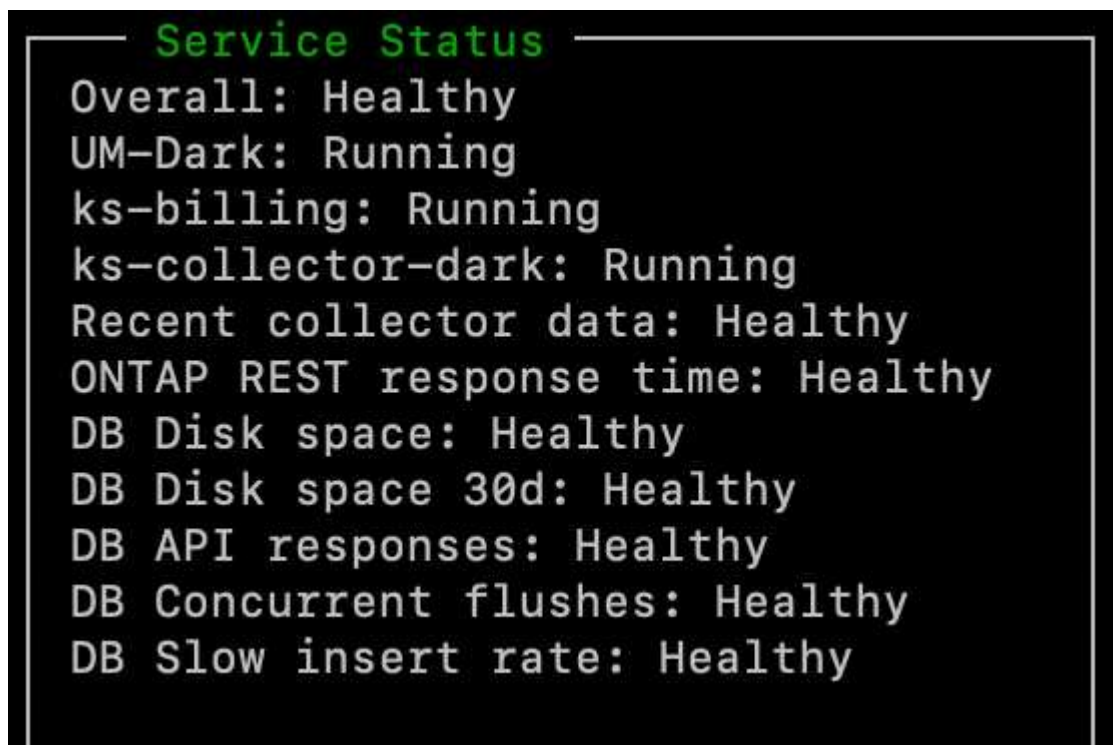 Service Status
Overall: Healthy
UM-Dark: Running
ks-billing: Running
ks-collector-dark: Running
Recent collector data: Healthy
ONTAP REST response time: Healthy
DB Disk space: Healthy
DB Disk space 30d: Healthy
DB API responses: Healthy
DB Concurrent flushes: Healthy
DB Slow insert rate: Healthy